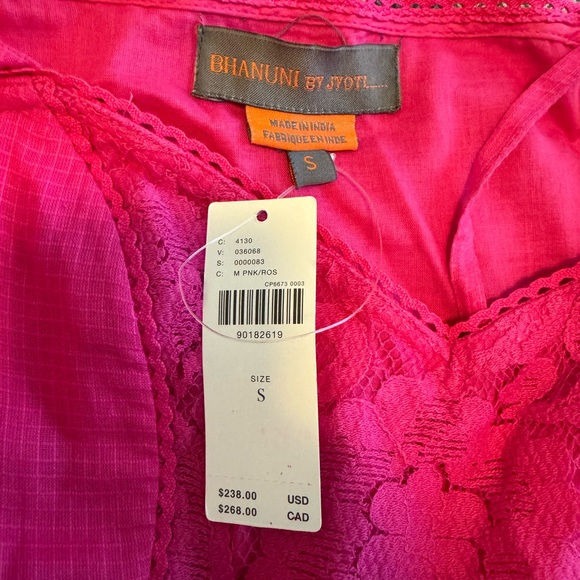 BHANUNI BY JYOTI......
MADE IN INDIA
FABRIQUE EN INDE
S
C: 4130
V: 036068
S: 0000083
C: M PNK/ROS
CP6673 0003
90182619
SIZE
S
$238.00 USD
$268.00 CAD